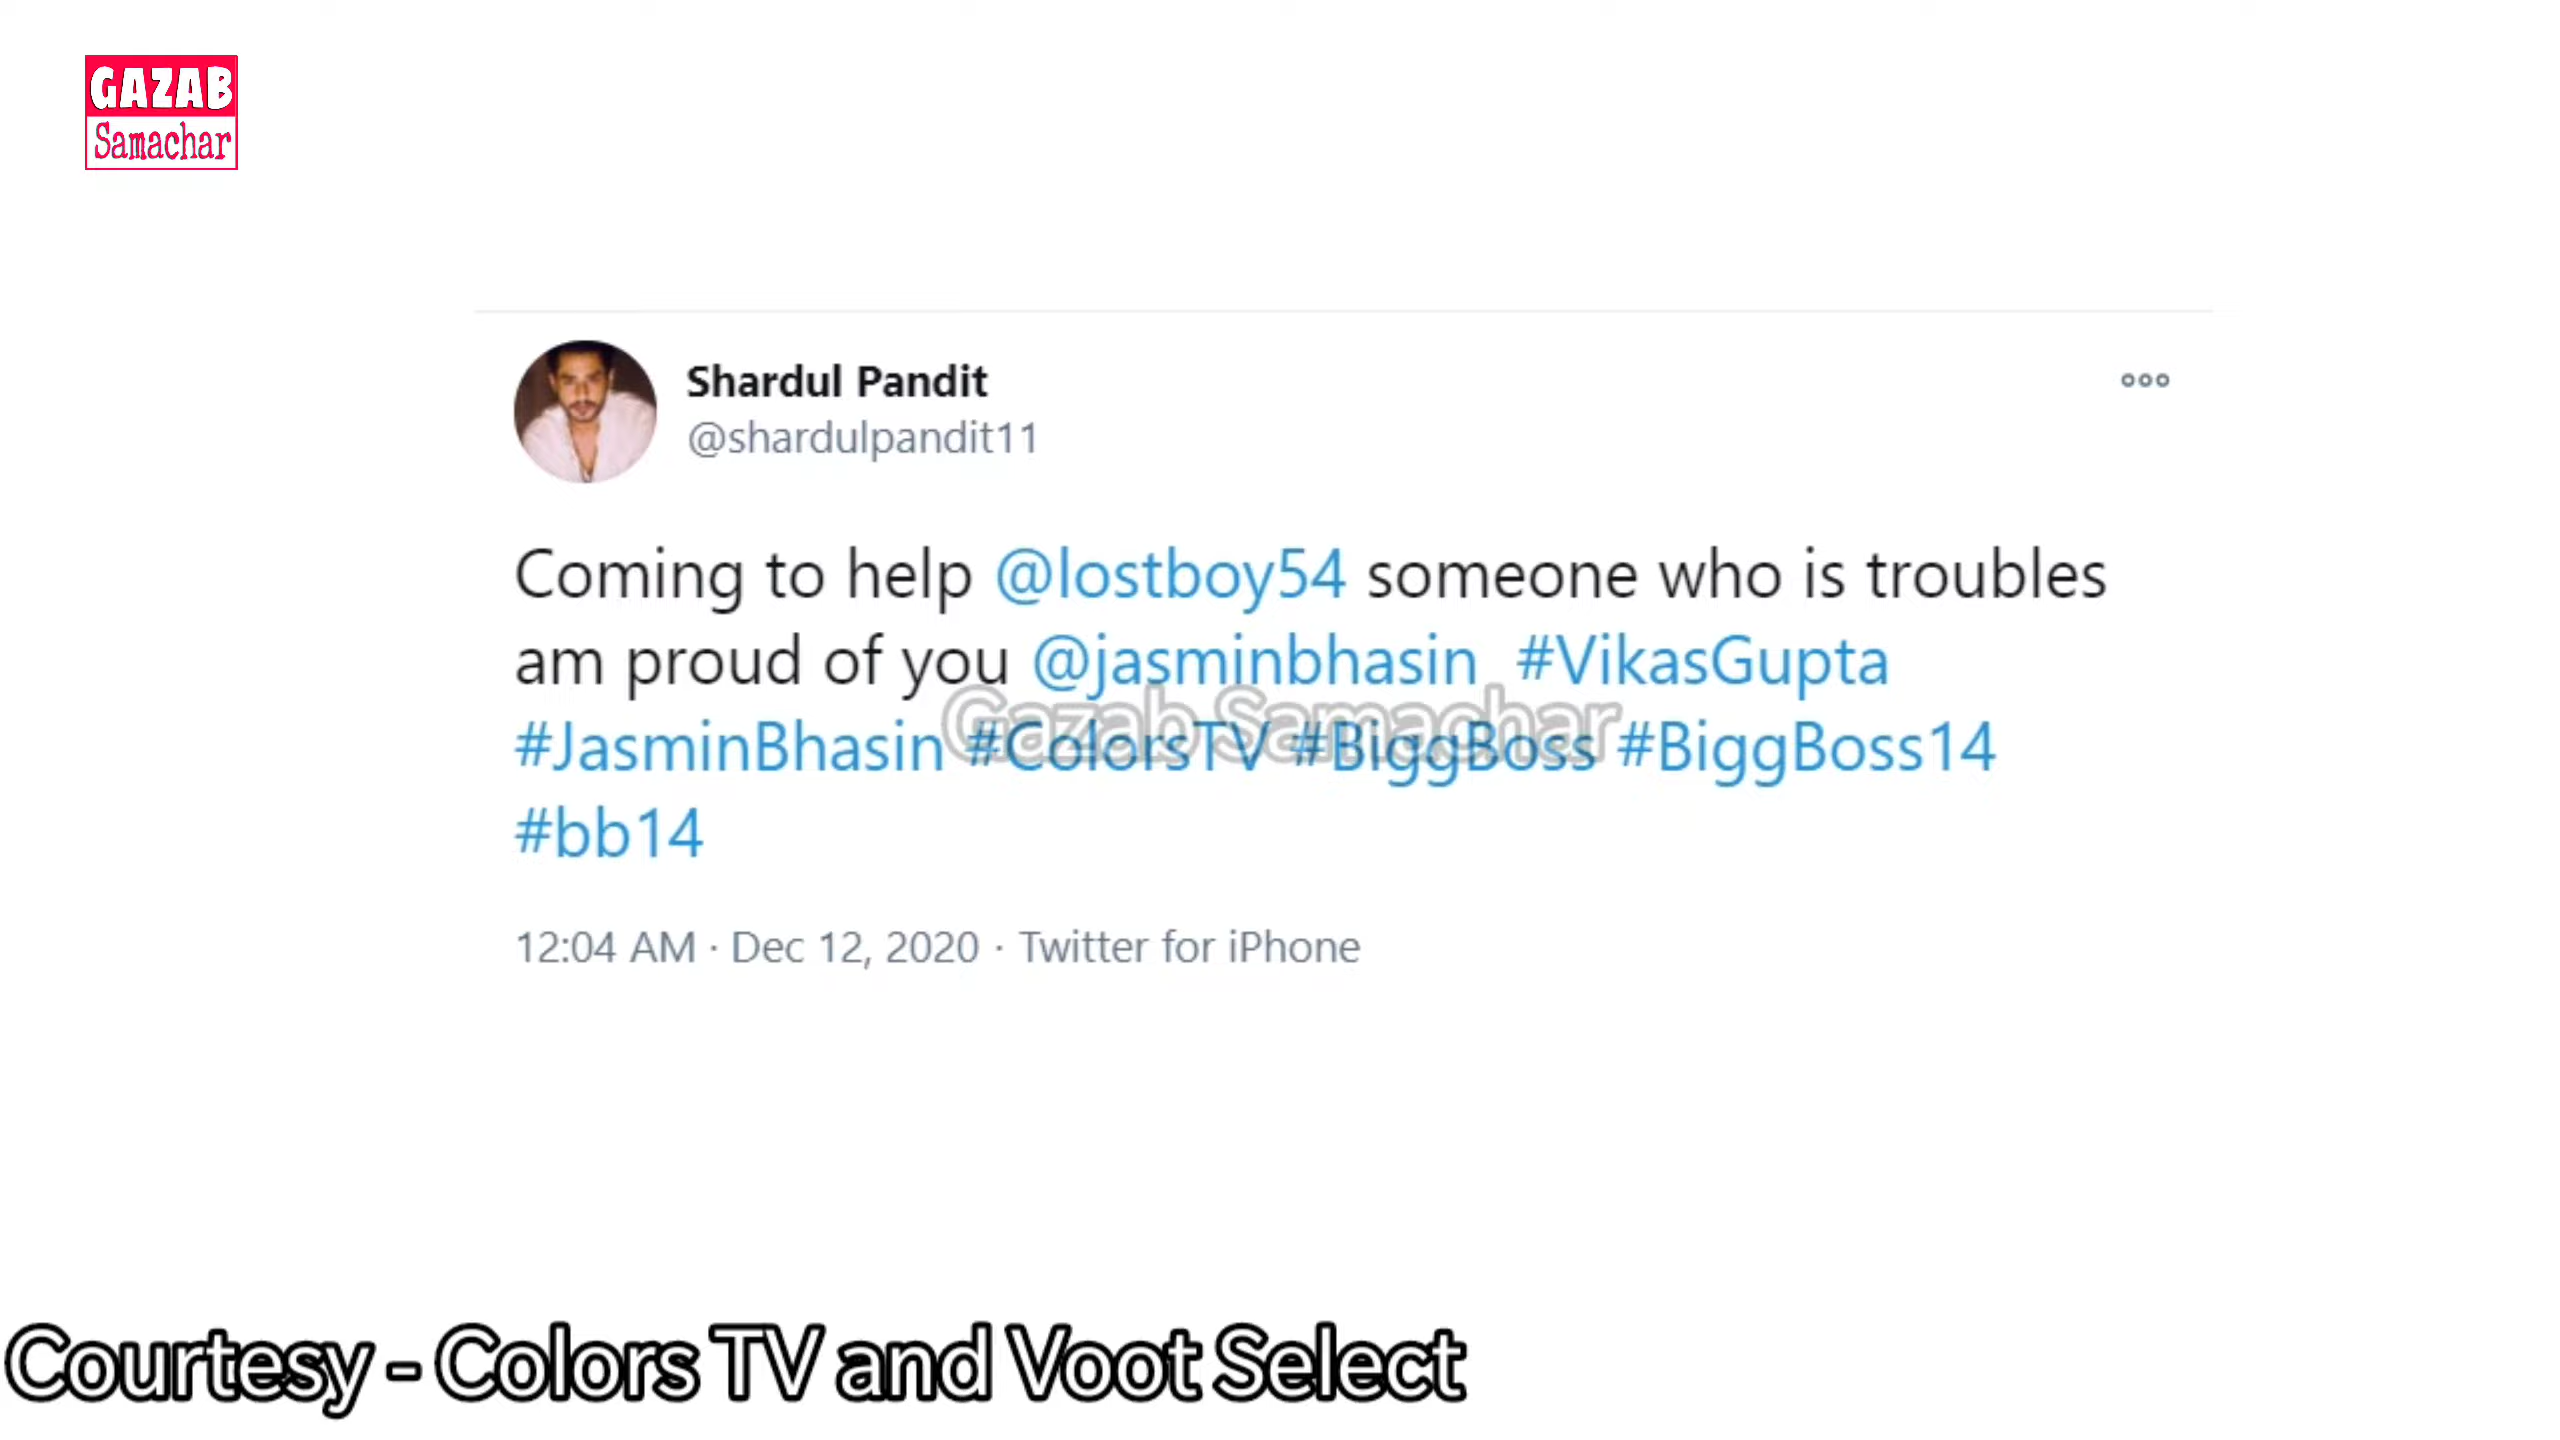 GAZAB
Samachar
Shardul Pandit
@shardulpandit11
Coming to help @lostboy54 someone who is troubles
am proud of you @jasminbhasin #VikasGupta
Gazab Samachar
#JasminBhasin #ColorsTV #BiggBoss #BiggBoss14
#bb14
12:04 AM · Dec 12, 2020 · Twitter for iPhone
Courtesy - Colors TV and Voot Select